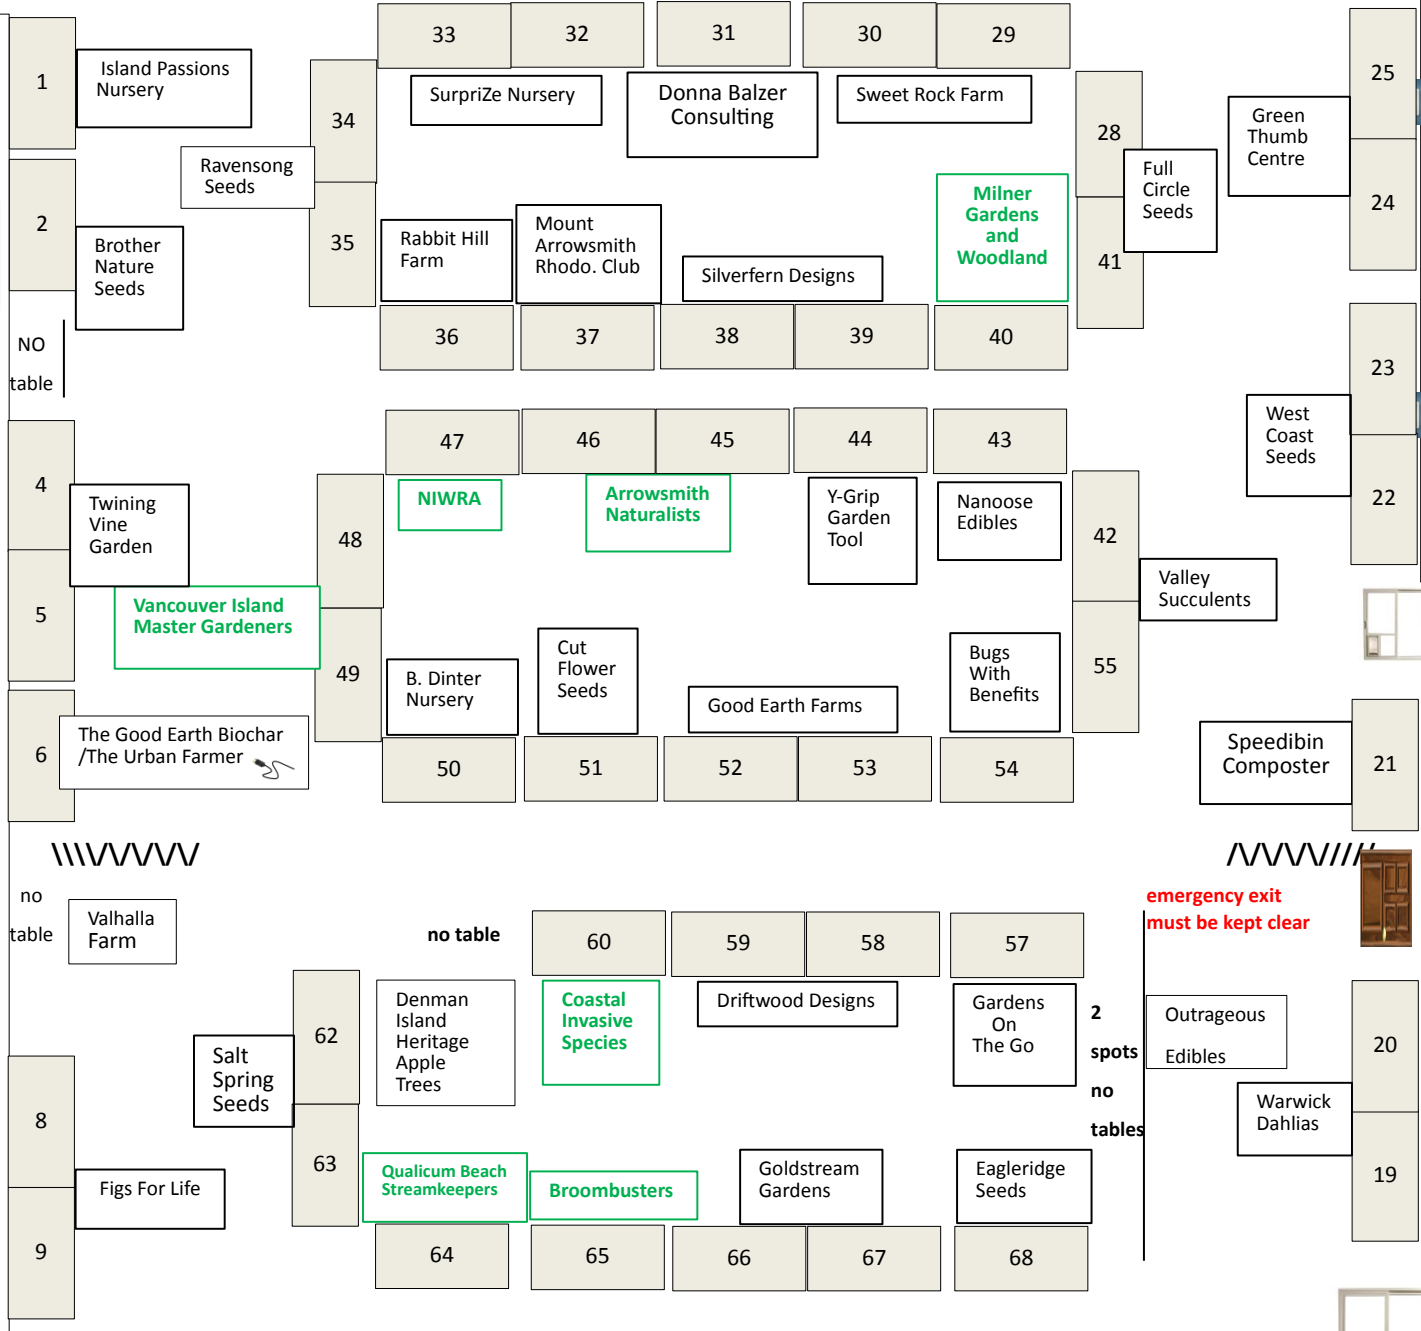 33
32
31
30
29
1
Island Passions
Nursery
SurpriZe Nursery
Donna Balzer
Consulting
Sweet Rock Farm
25
34
28
Green
Thumb
Centre
Ravensong
Seeds
Full
Circle
Seeds
2
Brother
Nature
Seeds
35
Rabbit Hill
Farm
Mount
Arrowsmith
Rhodo. Club
Silverfern Designs
Milner
Gardens
and
Woodland
41
24
36
37
38
39
40
NO
table
23
47
46
45
44
43
West
Coast
Seeds
4
Twining
Vine
Garden
48
NIWRA
Arrowsmith
Naturalists
Y-Grip
Garden
Tool
Nanoose
Edibles
42
22
5
Vancouver Island
Master Gardeners
Valley
Succulents
49
B. Dinter
Nursery
Cut
Flower
Seeds
Good Earth Farms
Bugs
With
Benefits
55
6
The Good Earth Biochar
/The Urban Farmer
Speedibin
Composter
21
50
51
52
53
54
\\\\/\/\/\/\/
/\/\/\/\/////
no
table
Valhalla
Farm
no table
60
59
58
57
emergency exit
must be kept clear
62
Denman
Island
Heritage
Apple
Trees
Coastal
Invasive
Species
Driftwood Designs
Gardens
On
The Go
2
spots
no
tables
Outrageous
Edibles
20
Salt
Spring
Seeds
8
Warwick
Dahlias
63
Qualicum Beach
Streamkeepers
Broombusters
Goldstream
Gardens
Eagleridge
Seeds
19
Figs For Life
9
64
65
66
67
68